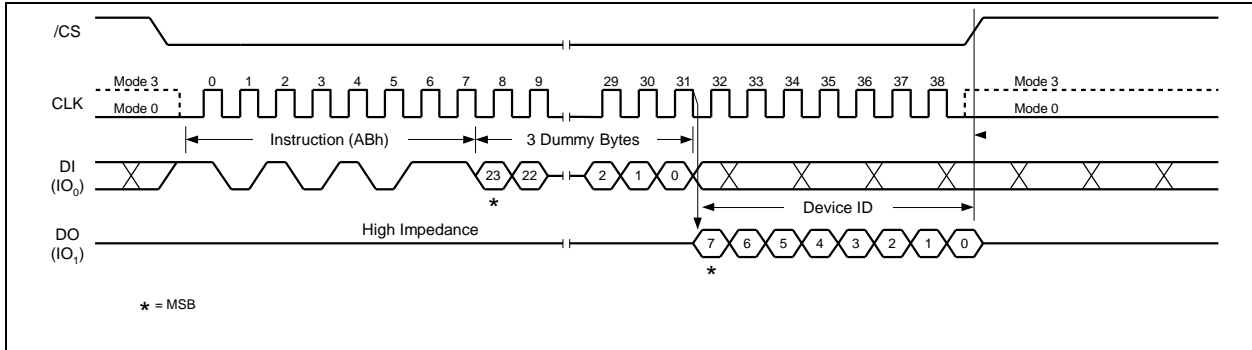 /CS
Mode 3 0 1 2 3 4 5 6 7 8 9 29 30 31 32 33 34 35 36 37 38 Mode 3
CLK
Mode 0 Mode 0
Instruction (ABh) 3 Dummy Bytes
DI
(IO0)
23 22 2 1 0
*
Device ID
High Impedance
DO
(IO1)
7 6 5 4 3 2 1 0
*
* = MSB